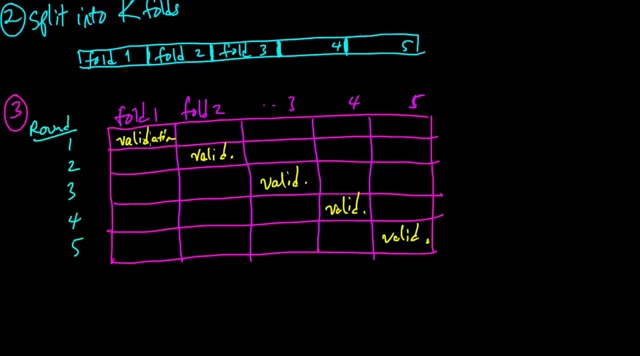 ② Split into K folds
fold 1 fold 2 fold 3 4 5
③ fold 1 fold 2 .. 3 4 5
Round
1 validation
2 valid.
3 valid.
4 valid.
5 valid.